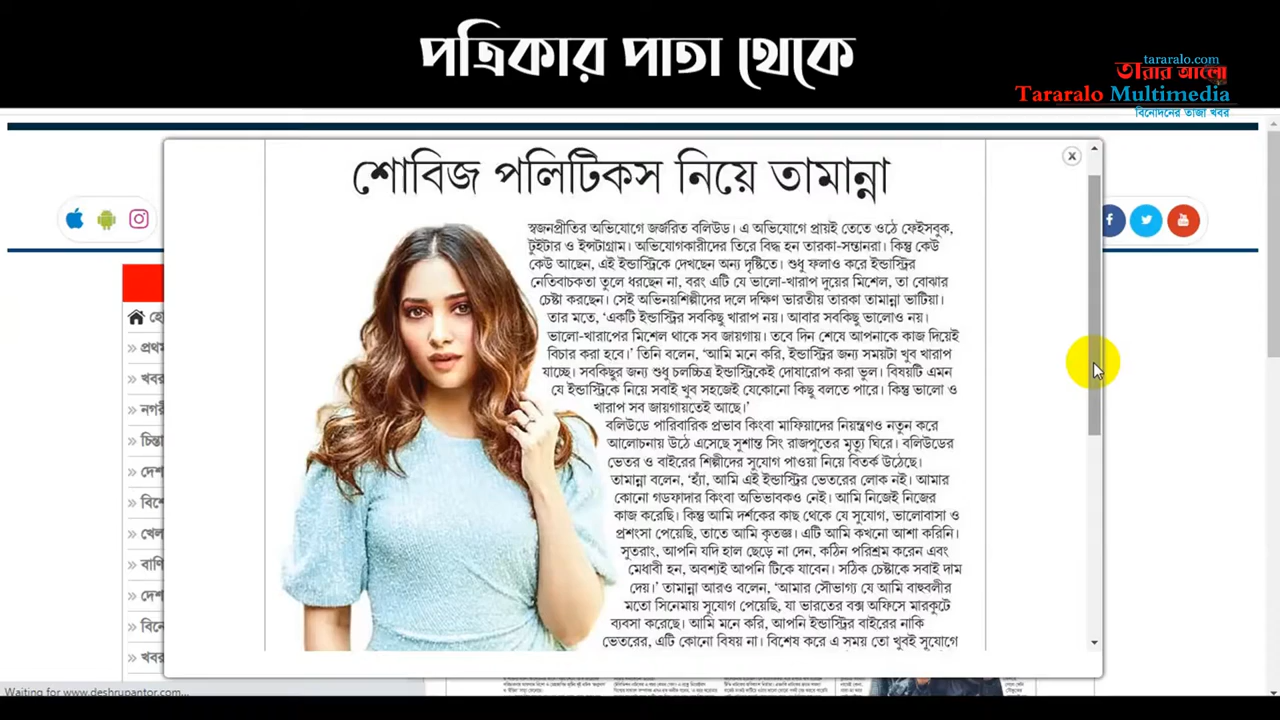 পত্রিকার পাতা থেকে
tararalo.com
তারার আলো
Tararalo Multimedia
বিনোদনের তাজা খবর
শোবিজ পলিটিকস নিয়ে তামান্না
স্বজনপ্রীতির অভিযোগে জর্জরিত বলিউড। এ অভিযোগে প্রায়ই তেতে ওঠে ফেইসবুক,
টুইটার ও ইন্সটাগ্রাম। অভিযোগকারীদের তিরে বিদ্ধ হন তারকা-সন্তানরা। কিন্তু কেউ
কেউ আছেন, এই ইন্ডাস্ট্রিকে দেখছেন অন্য দৃষ্টিতে। শুধু ফলাও করে ইন্ডাস্ট্রির
নেতিবাচকতা তুলে ধরছেন না, বরং এটি যে ভালো-খারাপ দুয়ের মিশেল, তা বোঝার
চেষ্টা করছেন। সেই অভিনয়শিল্পীদের দলে দক্ষিণ ভারতীয় তারকা তামান্না ভাটিয়া।
তার মতে, ‘একটি ইন্ডাস্ট্রির সবকিছু খারাপ নয়। আবার সবকিছু ভালোও নয়।
ভালো-খারাপের মিশেল থাকে সব জায়গায়। তবে দিন শেষে আপনাকে কাজ দিয়েই
বিচার করা হবে।’ তিনি বলেন, ‘আমি মনে করি, ইন্ডাস্ট্রির জন্য সময়টা খুব খারাপ
যাচ্ছে। সবকিছুর জন্য শুধু চলচ্চিত্র ইন্ডাস্ট্রিকেই দোষারোপ করা ভুল। বিষয়টি এমন
যে ইন্ডাস্ট্রিকে নিয়ে সবাই খুব সহজেই যেকোনো কিছু বলতে পারে। কিন্তু ভালো ও
খারাপ সব জায়গায়তেই আছে।’
বলিউডে পারিবারিক প্রভাব কিংবা মাফিয়াদের নিয়ন্ত্রণও নতুন করে
আলোচনায় উঠে এসেছে সুশান্ত সিং রাজপুতের মৃত্যু ঘিরে। বলিউডের
ভেতর ও বাইরের শিল্পীদের সুযোগ পাওয়া নিয়ে বিতর্ক উঠেছে।
তামান্না বলেন, ‘হ্যাঁ, আমি এই ইন্ডাস্ট্রির ভেতরের লোক নই। আমার
কোনো গডফাদার কিংবা অভিভাবকও নেই। আমি নিজেই নিজের
কাজ করেছি। কিন্তু আমি দর্শকের কাছ থেকে যে সুযোগ, ভালোবাসা ও
প্রশংসা পেয়েছি, তাতে আমি কৃতজ্ঞ। এটি আমি কখনো আশা করিনি।
সুতরাং, আপনি যদি হাল ছেড়ে না দেন, কঠিন পরিশ্রম করেন এবং
মেধাবী হন, অবশ্যই আপনি টিকে যাবেন। সঠিক চেষ্টাকে সবাই দাম
দেয়।’ তামান্না আরও বলেন, ‘আমার সৌভাগ্য যে আমি বাহুবলীর
মতো সিনেমায় সুযোগ পেয়েছি, যা ভারতের বক্স অফিসে মারকুটে
ব্যবসা করেছে। আমি মনে করি, আপনি ইন্ডাস্ট্রির বাইরের নাকি
ভেতরের, এটি কোনো বিষয় না। বিশেষ করে এ সময় তো খুবই সুযোগে
হো
প্রথম
খবর
নগরী
চিন্তা
দেশ
বিশে
খেল
বাণি
দেশ
বিনো
খবর
Waiting for www.deshrupantor.com...